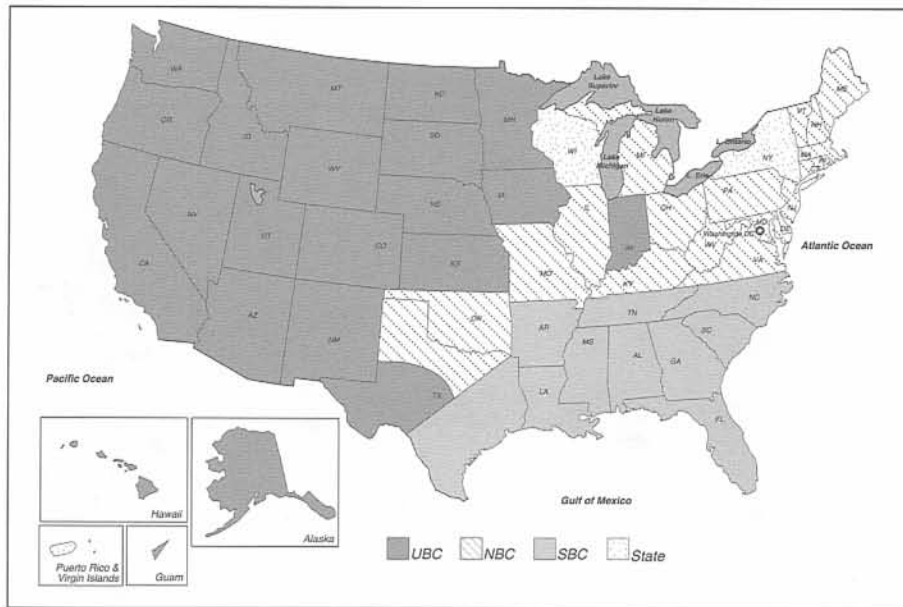 WA
MT
ND
MN
Lake
Superior
Lake
Huron
ME
VT
NH
OR
ID
SD
WI
Lake
Michigan
MI
L. Ontario
NY
MA
RI
CT
WY
L. Erie
IA
NE
PA
NJ
NV
UT
CO
IL
IN
OH
MD
DE
Washington DC
WV
Atlantic Ocean
CA
KS
MO
VA
KY
NC
AZ
NM
OK
AR
TN
SC
MS
AL
GA
Pacific Ocean
TX
LA
FL
Gulf of Mexico
Hawaii
Alaska
Puerto Rico &
Virgin Islands
Guam
UBC
NBC
SBC
State